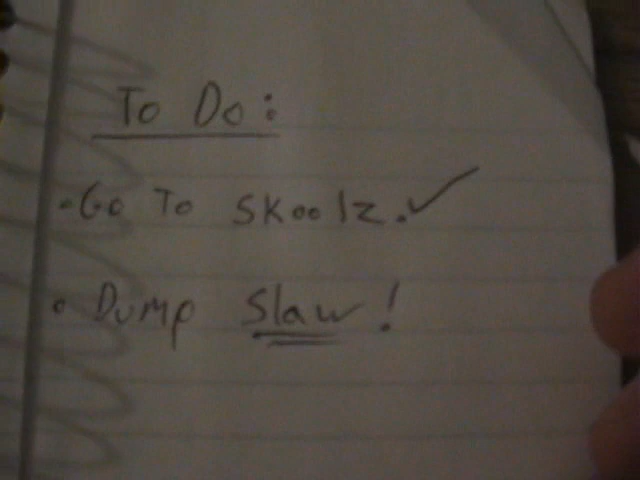 To Do:
• Go To Skoolz. ✓
• Dump Slaw!